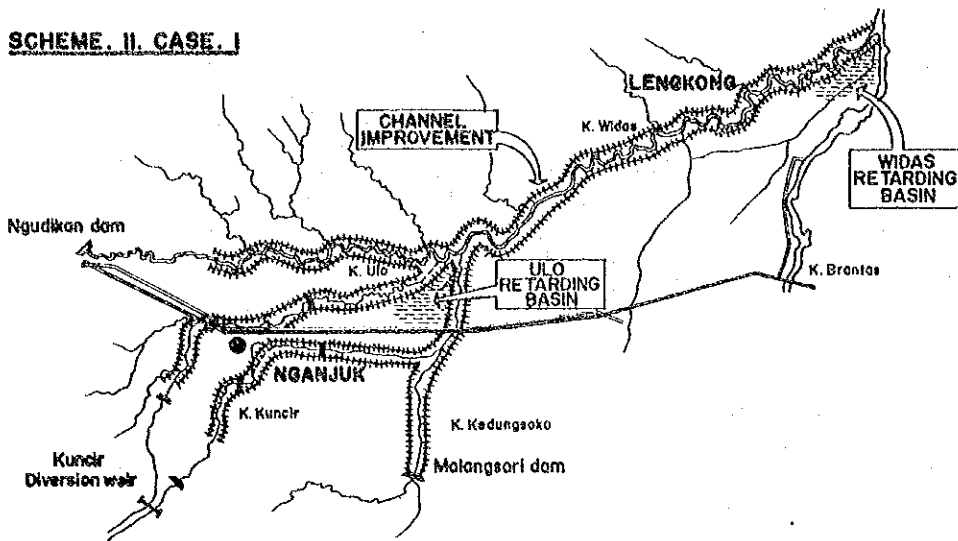 SCHEME. II. CASE. I
LENGKONG
CHANNEL
IMPROVEMENT
K. Widas
WIDAS
RETARDING
BASIN
Ngudikan dam
K. Ulo
ULO
RETARDING
BASIN
K. Brantas
NGANJUK
K. Kuncir
K. Kedungsoko
Kuncir
Diversion weir
Malangsari dam